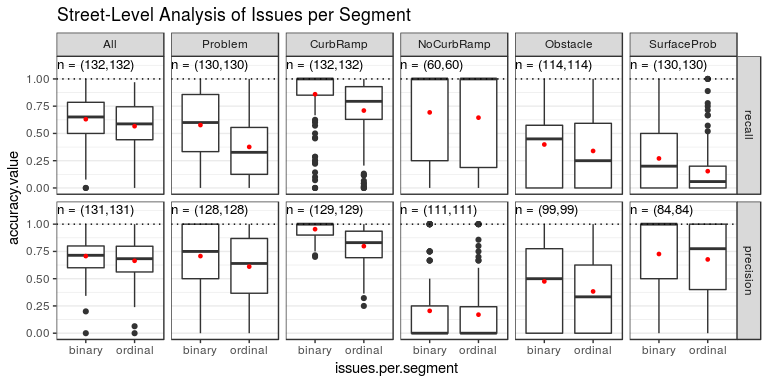 Street-Level Analysis of Issues per Segment
All Problem CurbRamp NoCurbRamp Obstacle SurfaceProb
n = (132,132) n = (130,130) n = (132,132) n = (60,60) n = (114,114) n = (130,130)
1.00
0.75
0.50
0.25
0.00
recall
n = (131,131) n = (128,128) n = (129,129) n = (111,111) n = (99,99) n = (84,84)
1.00
0.75
0.50
0.25
0.00
precision
accuracy.value
binary ordinal binary ordinal binary ordinal binary ordinal binary ordinal binary ordinal
issues.per.segment